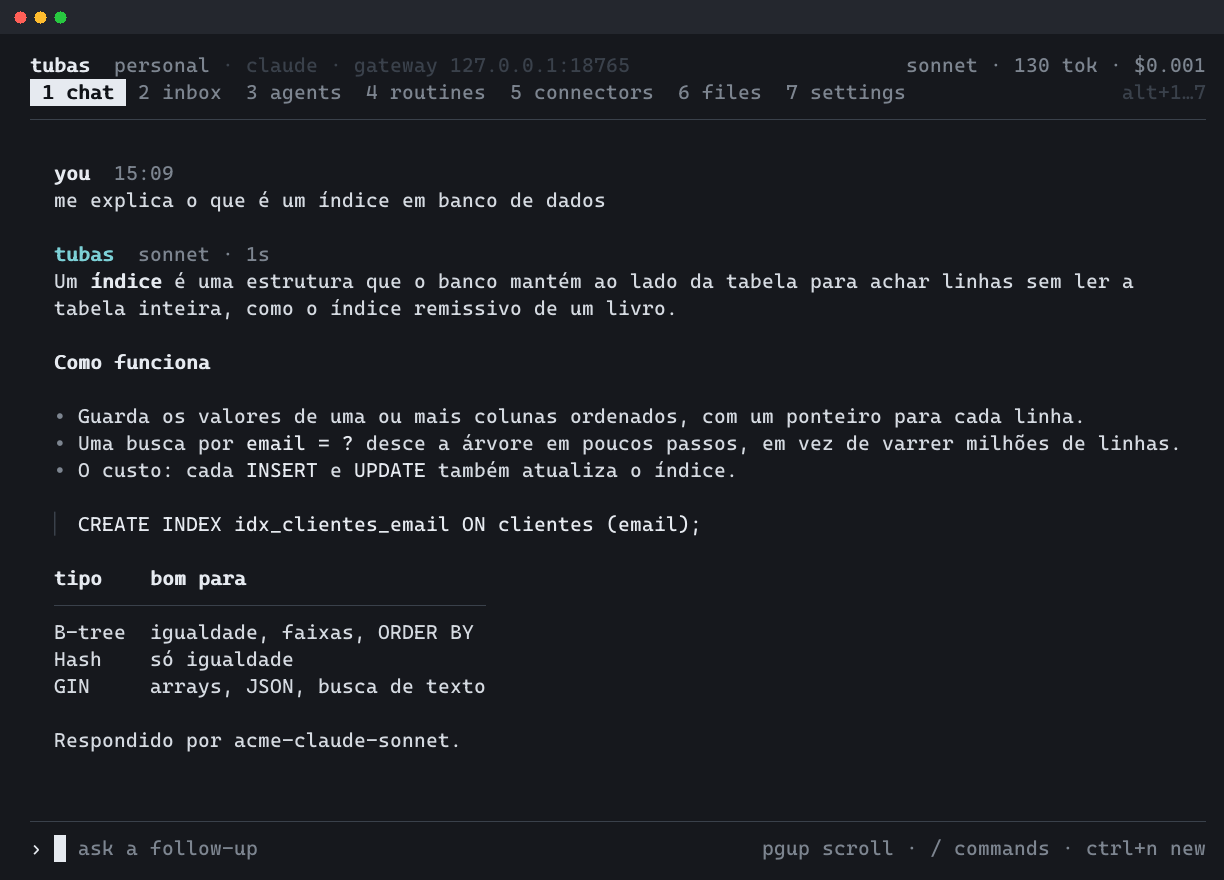 tubas personal · claude · gateway 127.0.0.1:18765 sonnet · 130 tok · $0.001
1 chat 2 inbox 3 agents 4 routines 5 connectors 6 files 7 settings alt+1…7
you 15:09
me explica o que é um índice em banco de dados
tubas sonnet · 1s
Um índice é uma estrutura que o banco mantém ao lado da tabela para achar linhas sem ler a
tabela inteira, como o índice remissivo de um livro.
Como funciona
• Guarda os valores de uma ou mais colunas ordenados, com um ponteiro para cada linha.
• Uma busca por email = ? desce a árvore em poucos passos, em vez de varrer milhões de linhas.
• O custo: cada INSERT e UPDATE também atualiza o índice.
CREATE INDEX idx_clientes_email ON clientes (email);
tipo bom para
B-tree igualdade, faixas, ORDER BY
Hash só igualdade
GIN arrays, JSON, busca de texto
Respondido por acme-claude-sonnet.
› ask a follow-up pgup scroll · / commands · ctrl+n new